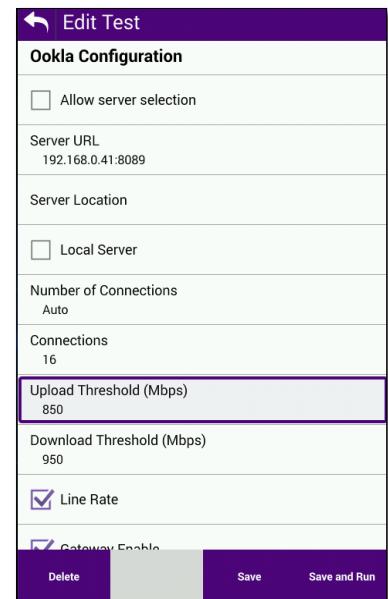 Edit Test
Ookla Configuration
Allow server selection
Server URL
192.168.0.41:8089
Server Location
Local Server
Number of Connections
Auto
Connections
16
Upload Threshold (Mbps)
850
Download Threshold (Mbps)
950
Line Rate
Gateway Enable
Delete
Save
Save and Run